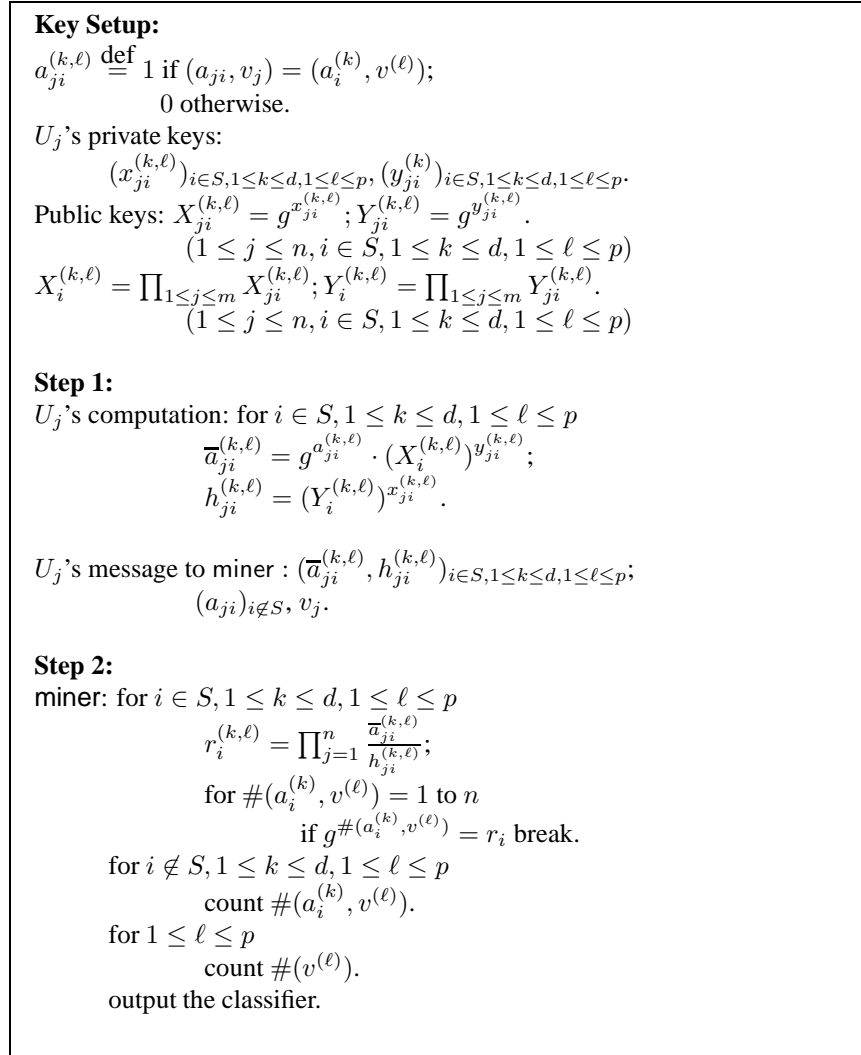 Key Setup:
a_{ji}^{(k,ℓ)} \overset{def}{=} 1 if (a_{ji}, v_j) = (a_i^{(k)}, v^{(ℓ)});
0 otherwise.
U_j's private keys:
(x_{ji}^{(k,ℓ)})_{i∈S,1≤k≤d,1≤ℓ≤p}, (y_{ji}^{(k)})_{i∈S,1≤k≤d,1≤ℓ≤p}.
Public keys: X_{ji}^{(k,ℓ)} = g^{x_{ji}^{(k,ℓ)}}; Y_{ji}^{(k,ℓ)} = g^{y_{ji}^{(k,ℓ)}}.
(1 ≤ j ≤ n, i ∈ S, 1 ≤ k ≤ d, 1 ≤ ℓ ≤ p)
X_i^{(k,ℓ)} = ∏_{1≤j≤m} X_{ji}^{(k,ℓ)}; Y_i^{(k,ℓ)} = ∏_{1≤j≤m} Y_{ji}^{(k,ℓ)}.
(1 ≤ j ≤ n, i ∈ S, 1 ≤ k ≤ d, 1 ≤ ℓ ≤ p)
Step 1:
U_j's computation: for i ∈ S, 1 ≤ k ≤ d, 1 ≤ ℓ ≤ p
\overline{a}_{ji}^{(k,ℓ)} = g^{a_{ji}^{(k,ℓ)}} · (X_i^{(k,ℓ)})^{y_{ji}^{(k,ℓ)}};
h_{ji}^{(k,ℓ)} = (Y_i^{(k,ℓ)})^{x_{ji}^{(k,ℓ)}}.
U_j's message to miner : (\overline{a}_{ji}^{(k,ℓ)}, h_{ji}^{(k,ℓ)})_{i∈S,1≤k≤d,1≤ℓ≤p};
(a_{ji})_{i∉S}, v_j.
Step 2:
miner: for i ∈ S, 1 ≤ k ≤ d, 1 ≤ ℓ ≤ p
r_i^{(k,ℓ)} = ∏_{j=1}^{n} \frac{\overline{a}_{ji}^{(k,ℓ)}}{h_{ji}^{(k,ℓ)}};
for #(a_i^{(k)}, v^{(ℓ)}) = 1 to n
if g^{#(a_i^{(k)}, v^{(ℓ)})} = r_i break.
for i ∉ S, 1 ≤ k ≤ d, 1 ≤ ℓ ≤ p
count #(a_i^{(k)}, v^{(ℓ)}).
for 1 ≤ ℓ ≤ p
count #(v^{(ℓ)}).
output the classifier.